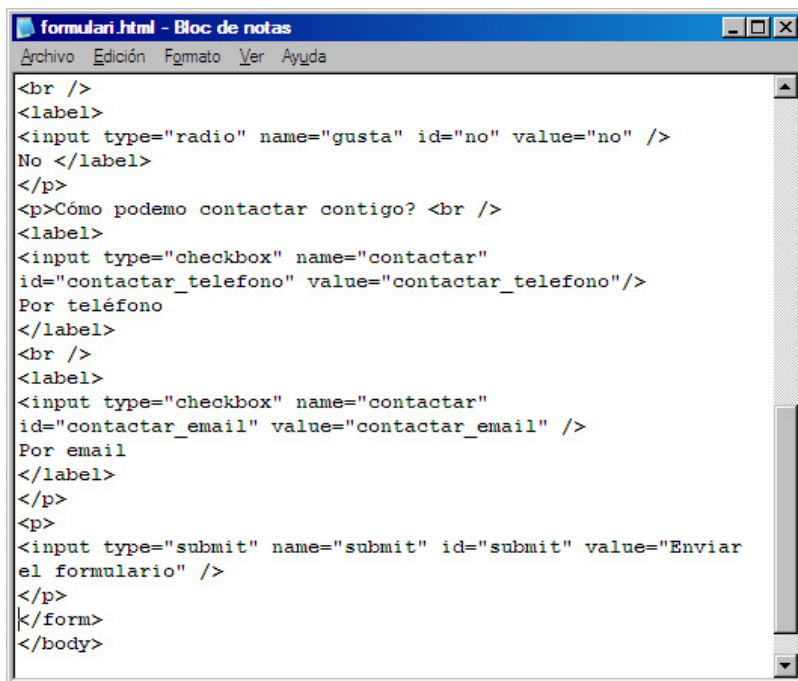 formulari.html - Bloc de notas
Archivo Edición Formato Ver Ayuda
<br />
<label>
<input type="radio" name="gusta" id="no" value="no" />
No </label>
</p>
<p>Cómo podemo contactar contigo? <br />
<label>
<input type="checkbox" name="contactar"
id="contactar_telefono" value="contactar_telefono"/>
Por teléfono
</label>
<br />
<label>
<input type="checkbox" name="contactar"
id="contactar_email" value="contactar_email" />
Por email
</label>
</p>
<p>
<input type="submit" name="submit" id="submit" value="Enviar
el formulario" />
</p>
</form>
</body>